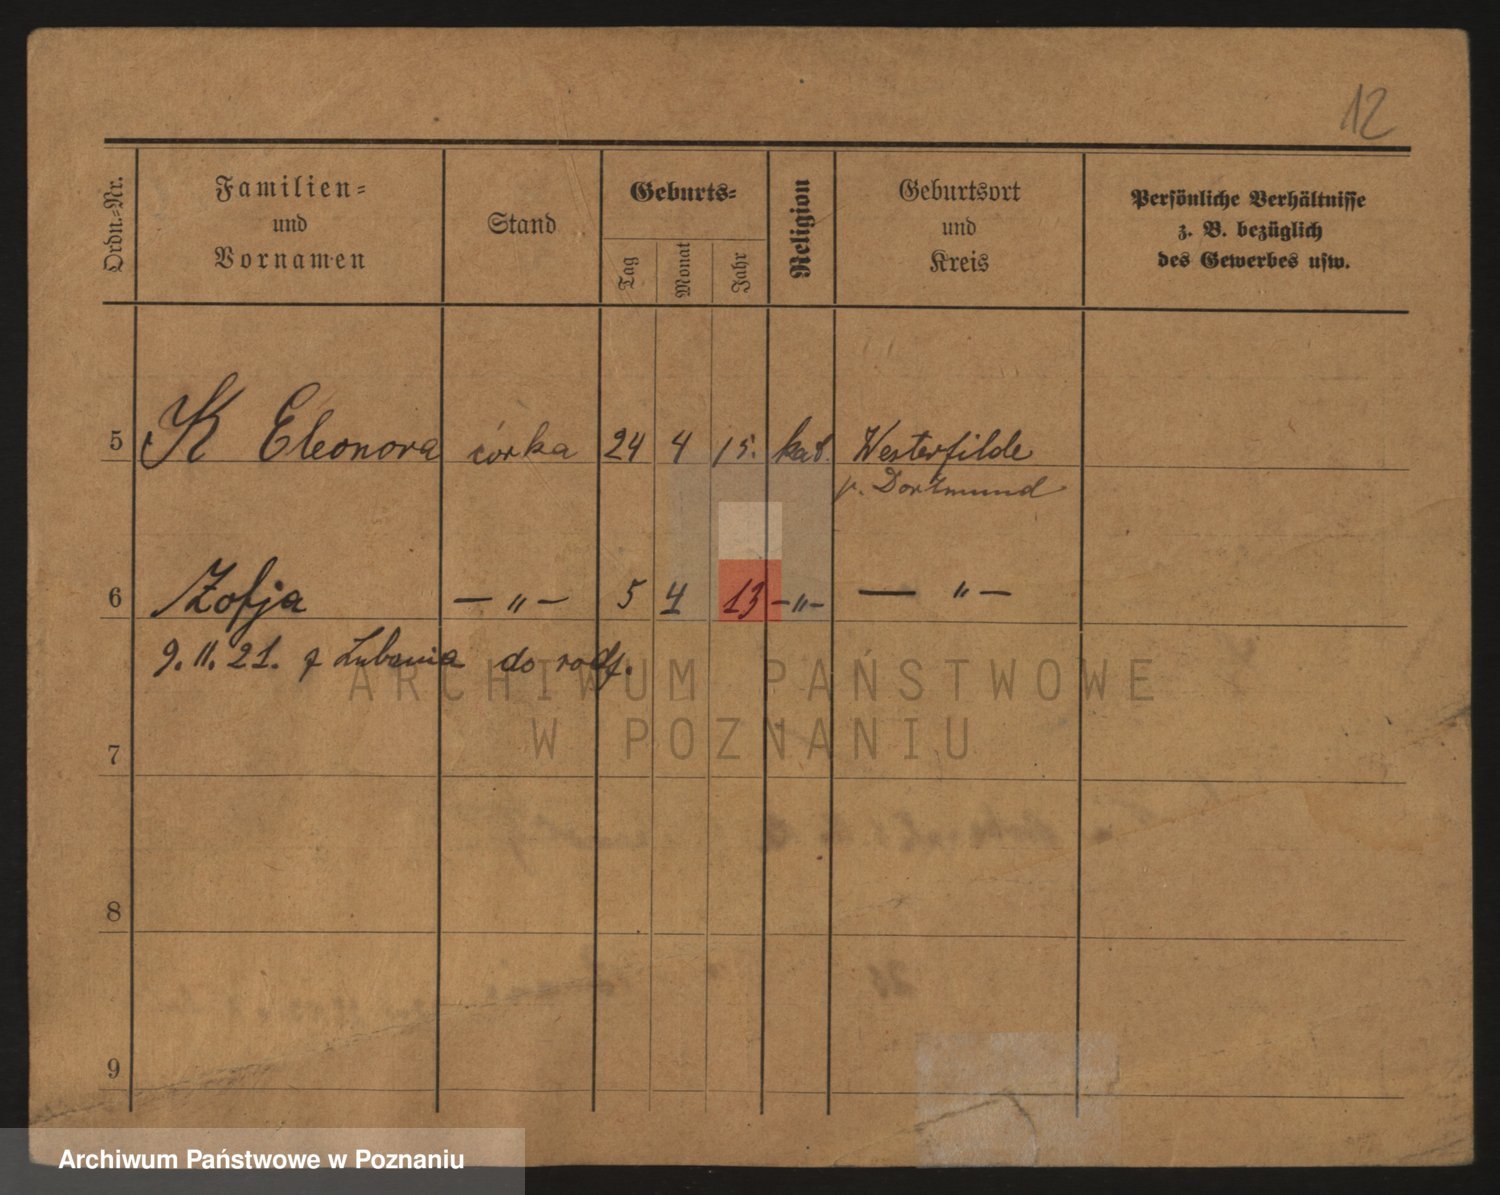 12
Ordn.-Nr.
Familien-
und
Vornamen
Stand
Geburts-
Tag
Monat
Jahr
Religion
Geburtsort
und
Kreis
Persönliche Verhältnisse
z. B. bezüglich
des Gewerbes usw.
5 K Eleonora córka 24 4 15. kat. Westerfilde
p. Dortmund
6 Zofja — " — 5 4 13 — " — — " —
9. 11. 21. z Lubonia do rodz.
7
8
9
ARCHIWUM PAŃSTWOWE
W POZNANIU
Archiwum Państwowe w Poznaniu